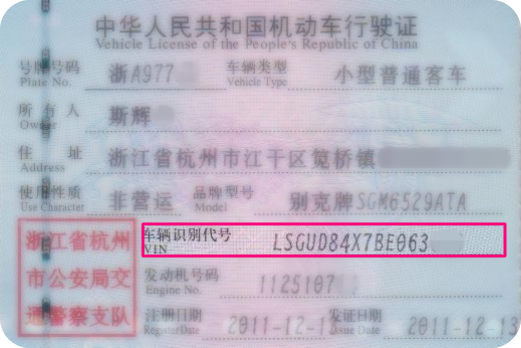 中华人民共和国机动车行驶证
Vehicle License of the People's Republic of China
号牌号码 浙A977 车辆类型 小型普通客车
Plate No. Vehicle Type
所有人 斯辉
Owner
住址 浙江省杭州市江干区笕桥镇
Address
使用性质 非营运 品牌型号 别克牌SGM6529ATA
Use Character Model
浙江省杭州
市公安局交
通警察支队
车辆识别代号 LSGUD84X7BE063
VIN
发动机号码 1125107
Engine No.
注册日期 2011-12-13 发证日期 2011-12-13
Register Date Issue Date